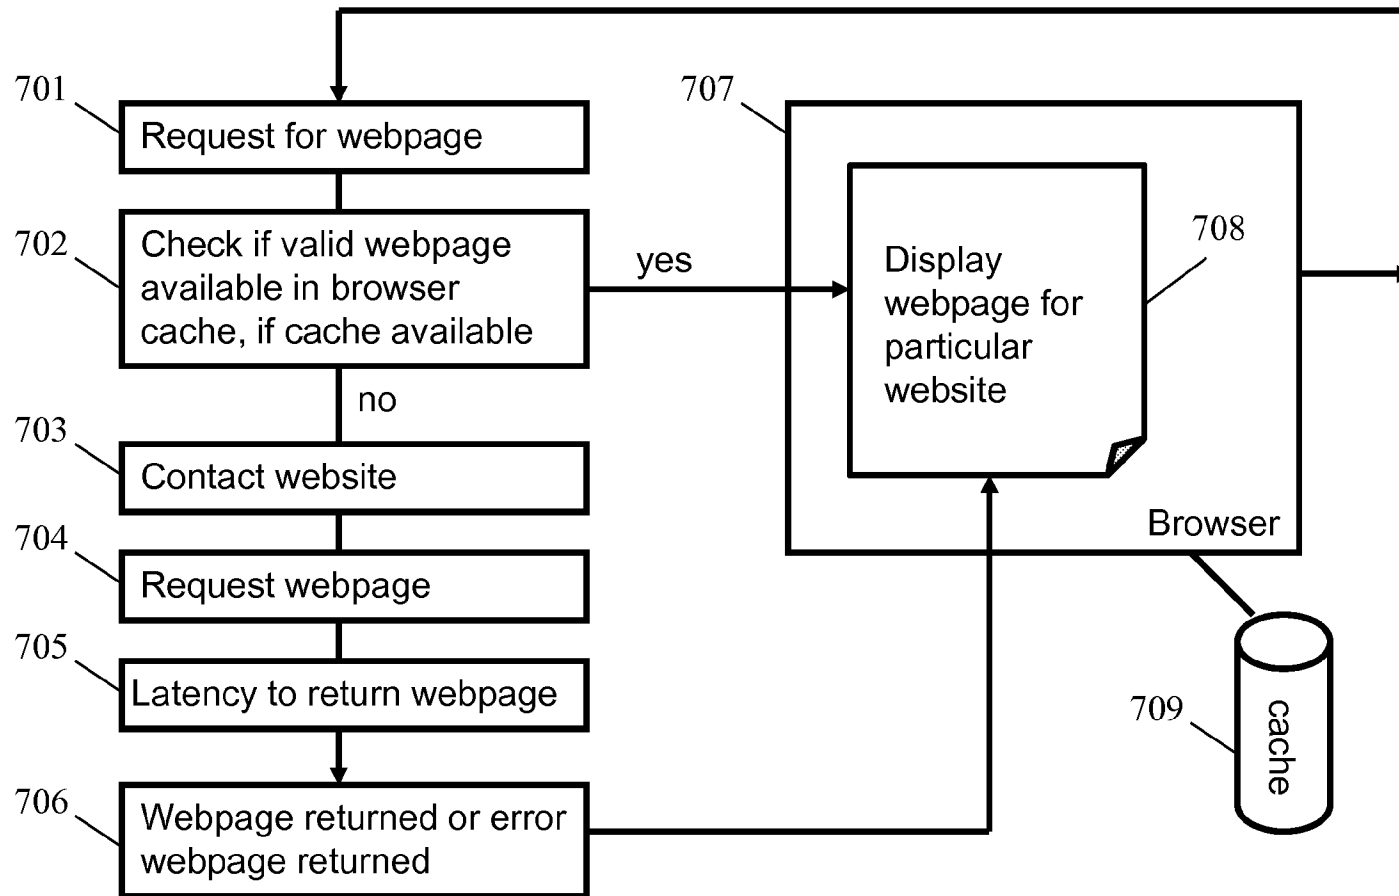 701
Request for webpage
702
Check if valid webpage
available in browser
cache, if cache available
yes
no
703
Contact website
704
Request webpage
705
Latency to return webpage
706
Webpage returned or error
webpage returned
707
708
Display
webpage for
particular
website
Browser
709
cache